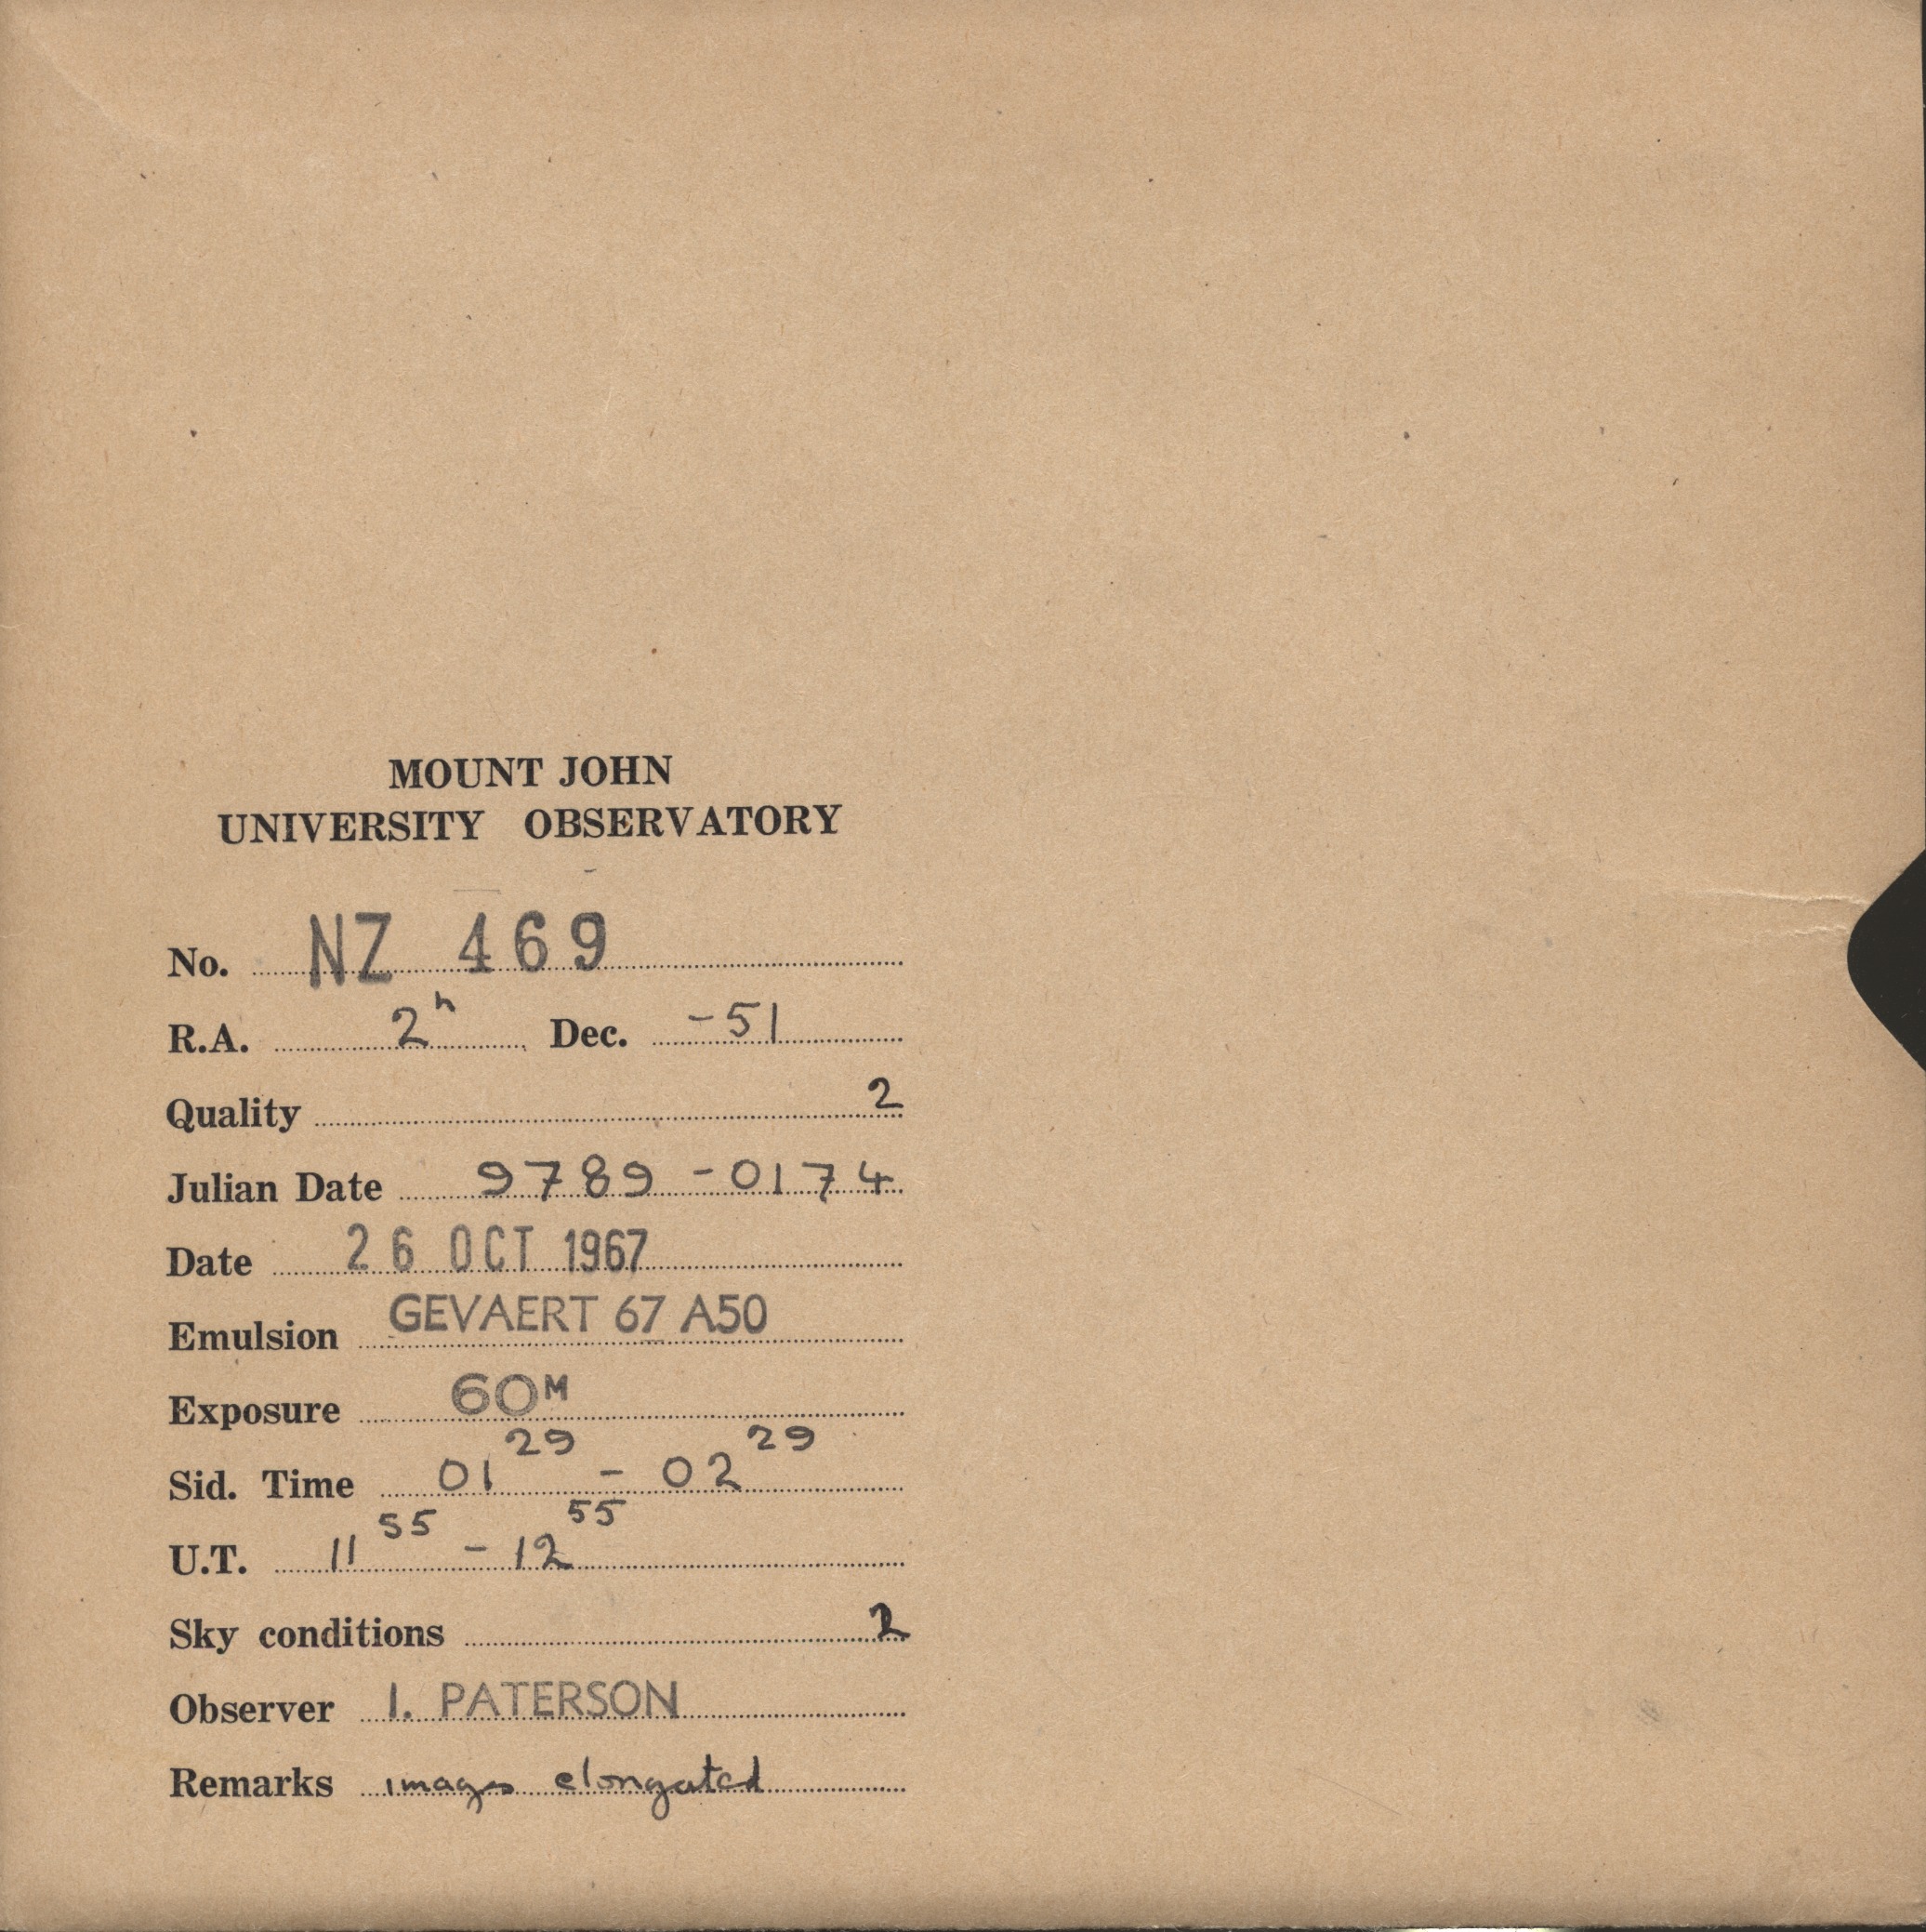 MOUNT JOHN
UNIVERSITY OBSERVATORY
No. NZ 469
R.A. 2h Dec. -51
Quality 2
Julian Date 9789 - 0174
Date 26 OCT 1967
Emulsion GEVAERT 67 A50
Exposure 60M
Sid. Time 01 29 - 02 29
U.T. 11 55 - 12 55
Sky conditions 2
Observer I. PATERSON
Remarks images elongated